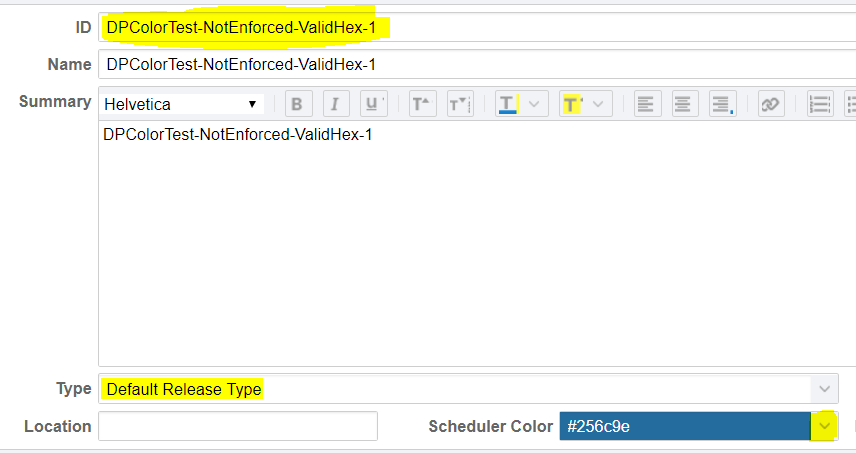 ID DPColorTest-NotEnforced-ValidHex-1
Name DPColorTest-NotEnforced-ValidHex-1
Summary Helvetica B I U T T T T
DPColorTest-NotEnforced-ValidHex-1
Type Default Release Type
Location Scheduler Color #256c9e